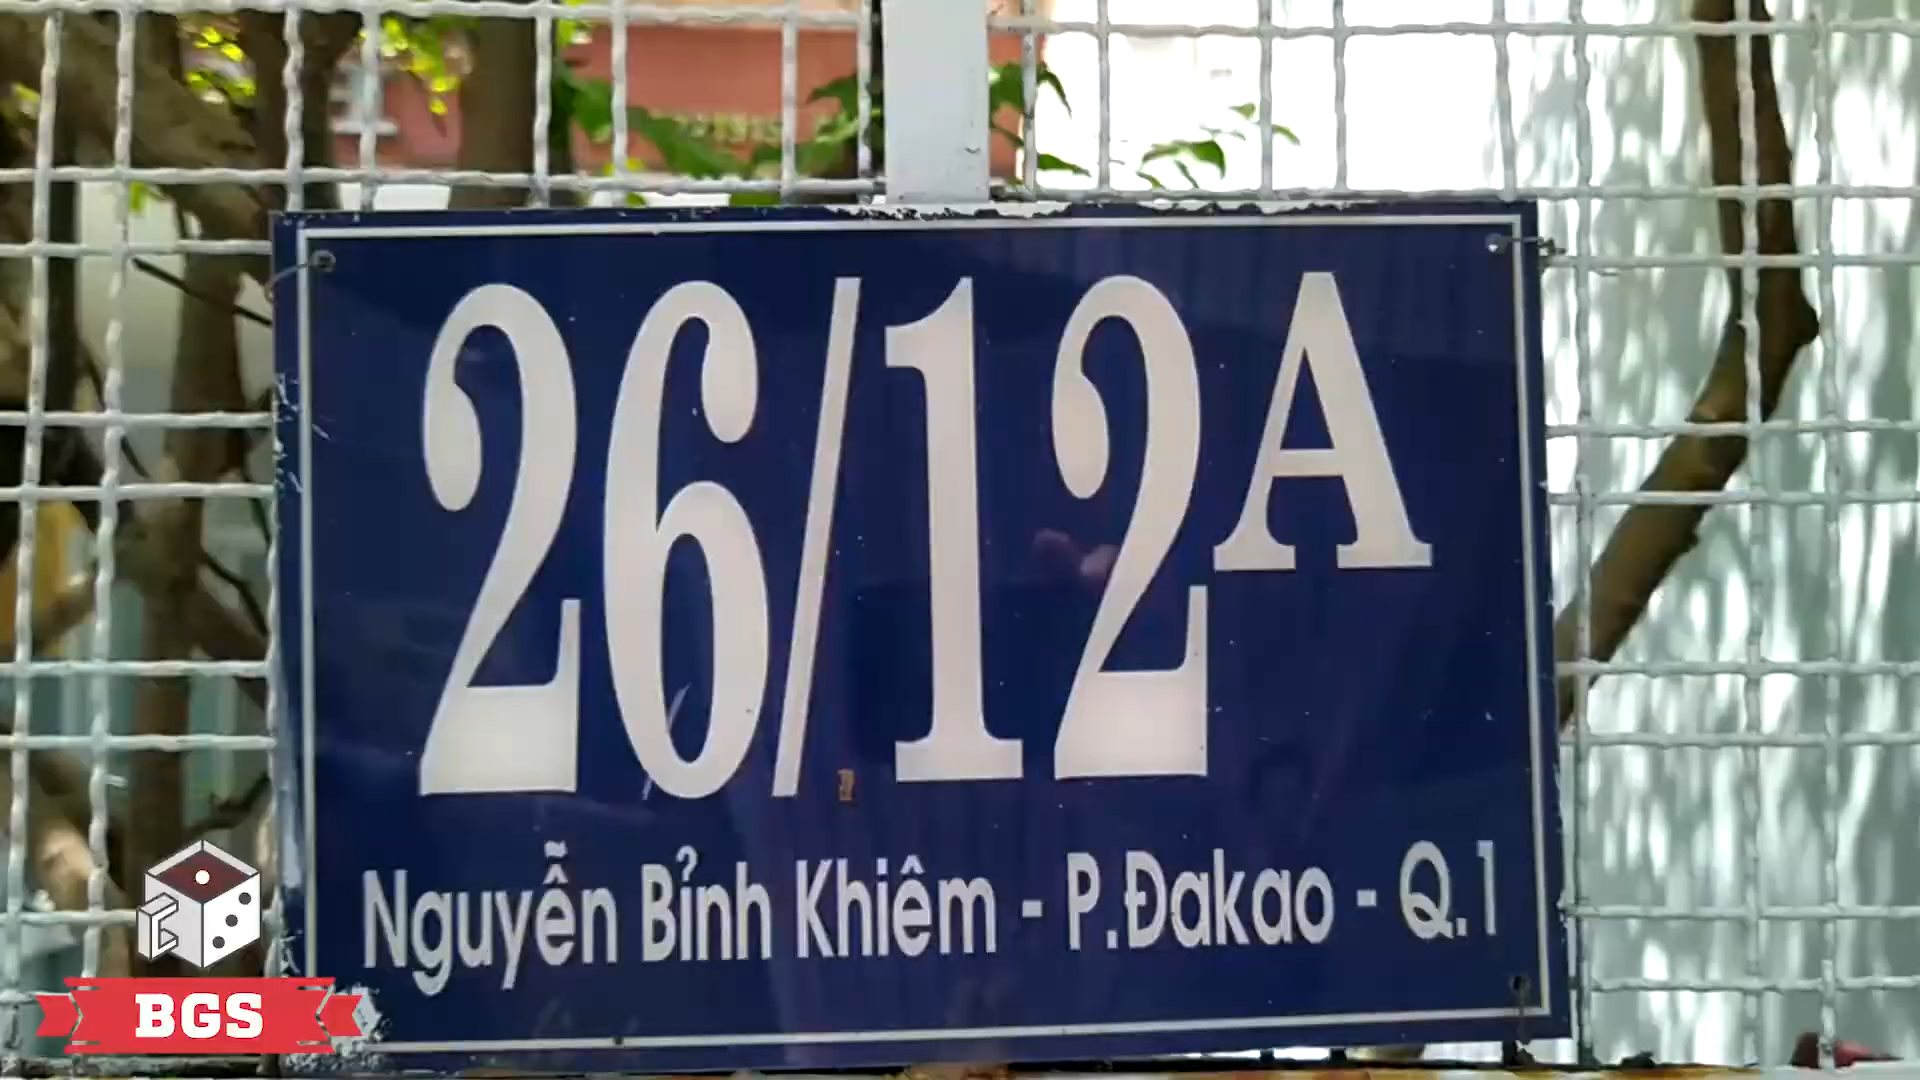 26/12A
Nguyễn Bỉnh Khiêm - P.Đakao - Q.1
BGS